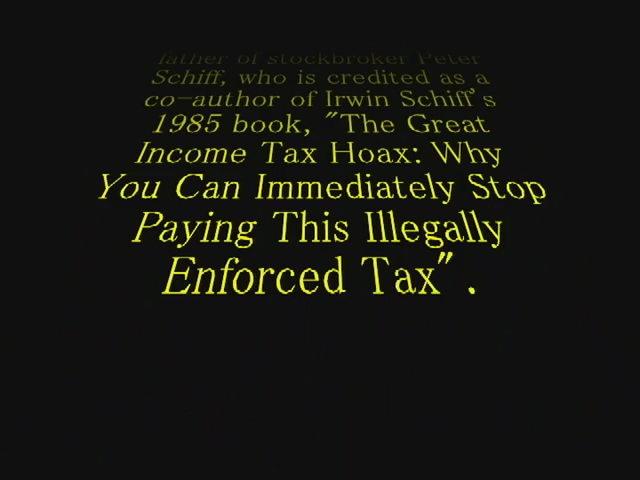 father of stockbroker Peter
Schiff, who is credited as a
co-author of Irwin Schiff's
1985 book, "The Great
Income Tax Hoax: Why
You Can Immediately Stop
Paying This Illegally
Enforced Tax" .